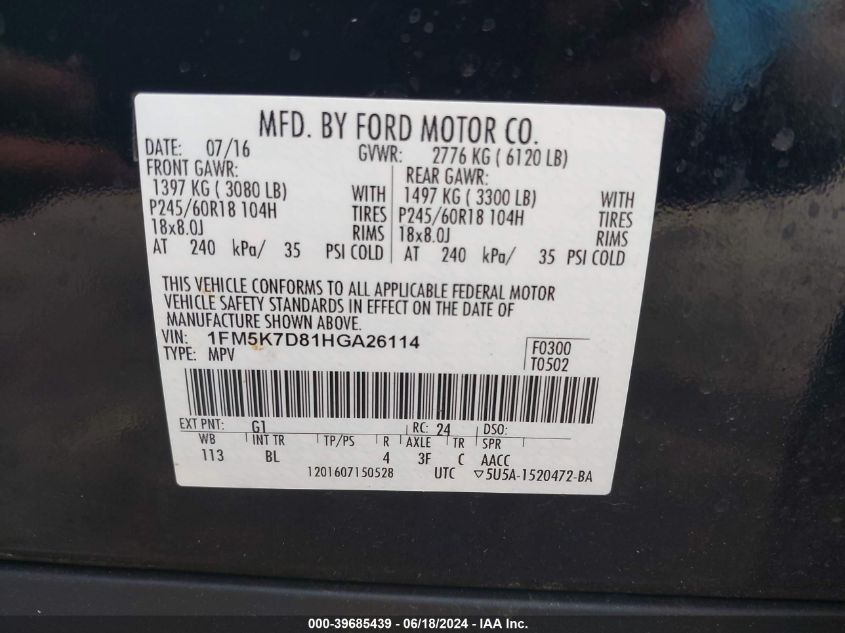 MFD. BY FORD MOTOR CO.
DATE: 07/16 GVWR: 2776 KG ( 6120 LB)
FRONT GAWR: REAR GAWR:
1397 KG ( 3080 LB) WITH 1497 KG ( 3300 LB) WITH
P245/60R18 104H TIRES P245/60R18 104H TIRES
18x8.0J RIMS 18x8.0J RIMS
AT 240 kPa/ 35 PSI COLD AT 240 kPa/ 35 PSI COLD
THIS VEHICLE CONFORMS TO ALL APPLICABLE FEDERAL MOTOR
VEHICLE SAFETY STANDARDS IN EFFECT ON THE DATE OF
MANUFACTURE SHOWN ABOVE.
VIN: 1FM5K7D81HGA26114 F0300
TYPE: MPV T0502
EXT PNT: G1 RC: 24 DSO:
WB INT TR TP/PS R AXLE TR SPR
113 BL 4 3F C AACC
1201607150528 UTC ▽5U5A-1520472-BA
000-39685439 - 06/18/2024 - IAAI Inc.